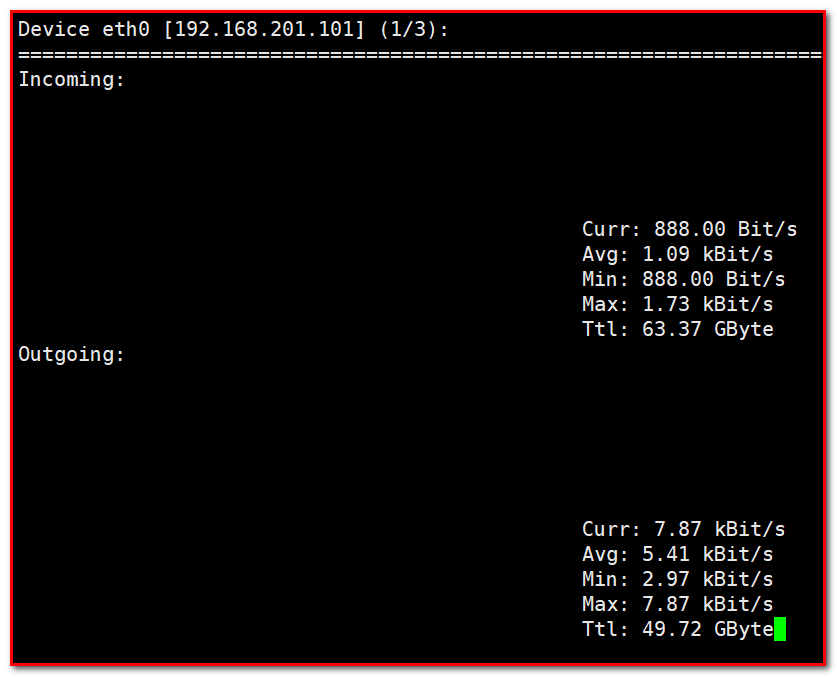 Device eth0 [192.168.201.101] (1/3):
===================================================================
Incoming:
Curr: 888.00 Bit/s
Avg: 1.09 kBit/s
Min: 888.00 Bit/s
Max: 1.73 kBit/s
Ttl: 63.37 GByte
Outgoing:
Curr: 7.87 kBit/s
Avg: 5.41 kBit/s
Min: 2.97 kBit/s
Max: 7.87 kBit/s
Ttl: 49.72 GByte